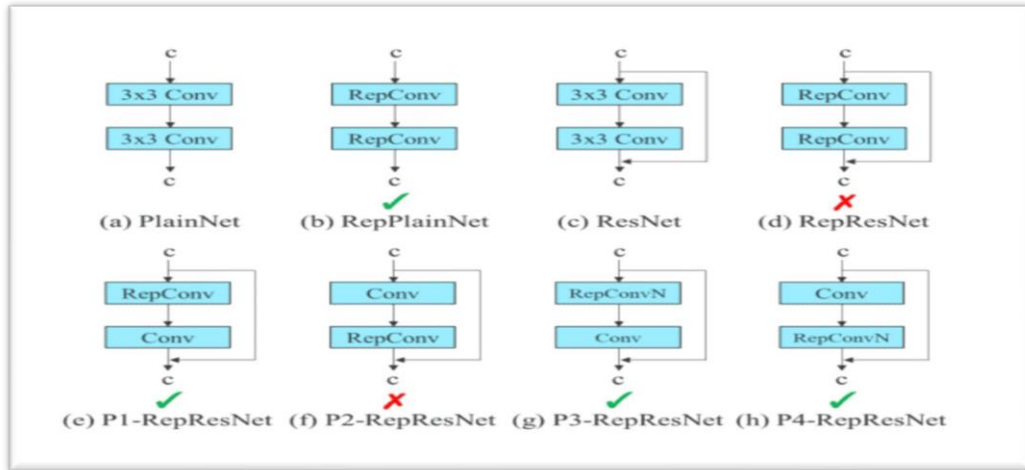 c c c c
3x3 Conv RepConv 3x3 Conv RepConv
3x3 Conv RepConv 3x3 Conv RepConv
c c c c
(a) PlainNet (b) RepPlainNet (c) ResNet (d) RepResNet
c c c c
RepConv Conv RepConvN Conv
Conv RepConv Conv RepConvN
c c c c
(e) P1-RepResNet (f) P2-RepResNet (g) P3-RepResNet (h) P4-RepResNet